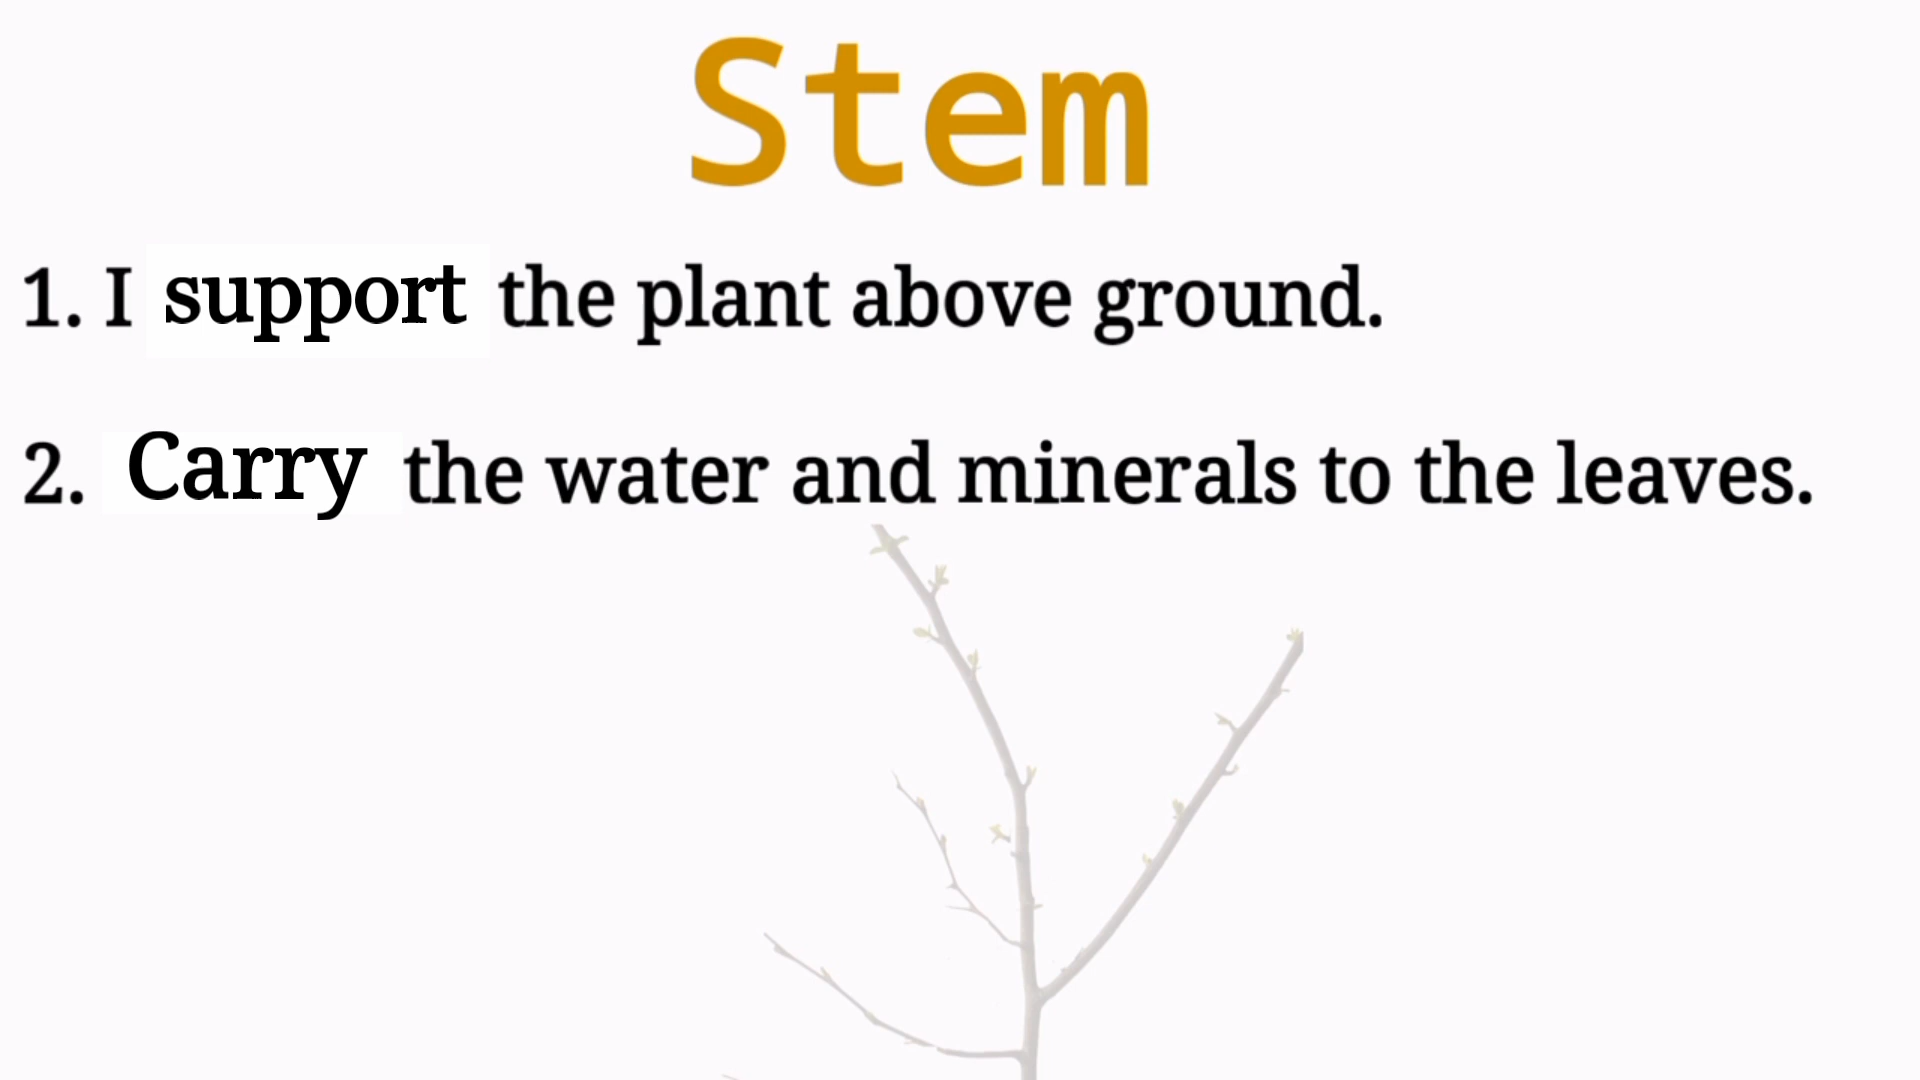 Stem
1. I support the plant above ground.
2. Carry the water and minerals to the leaves.